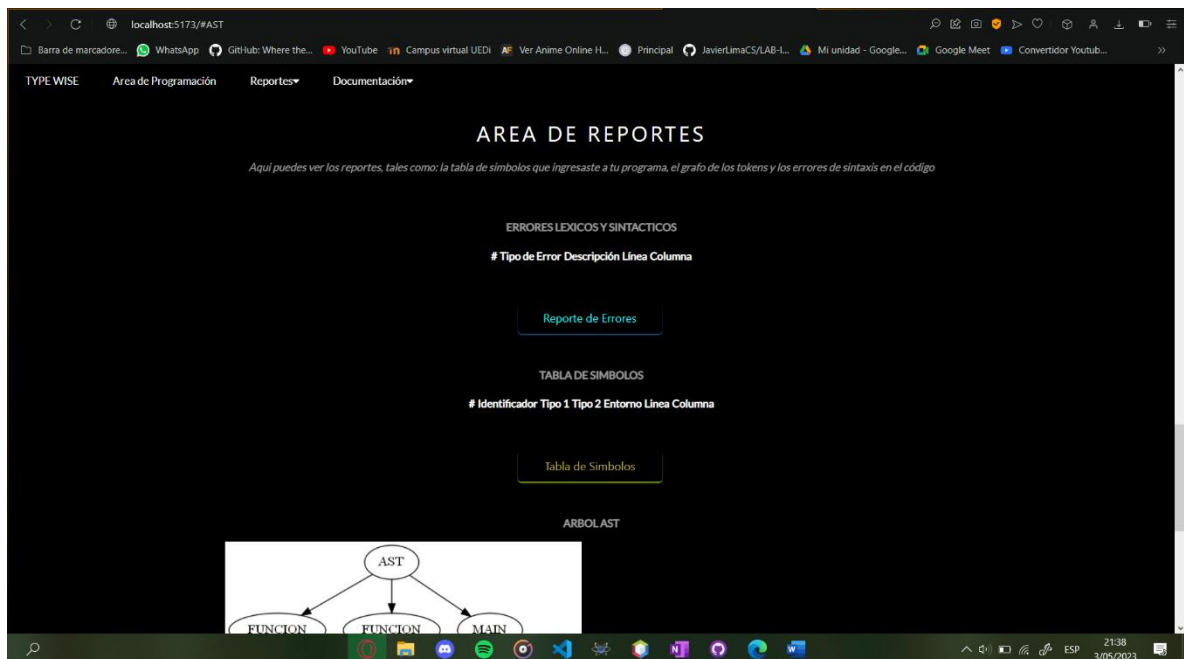 localhost:5173/#AST
Barra de marcadore... WhatsApp GitHub: Where the... YouTube Campus virtual UEDi AF Ver Anime Online H... Principal JavierLimaCS/LAB-I... Mi unidad - Google... Google Meet Convertidor Youtub... »
TYPE WISE Area de Programación Reportes Documentación
AREA DE REPORTES
Aqui puedes ver los reportes, tales como: la tabla de simbolos que ingresaste a tu programa, el grafo de los tokens y los errores de sintaxis en el código
ERRORES LEXICOS Y SINTACTICOS
# Tipo de Error Descripción Línea Columna
Reporte de Errores
TABLA DE SIMBOLOS
# Identificador Tipo 1 Tipo 2 Entorno Linea Columna
Tabla de Simbolos
ARBOL AST
AST
FUNCION FUNCION MAIN
ESP 21:38
3/05/2023